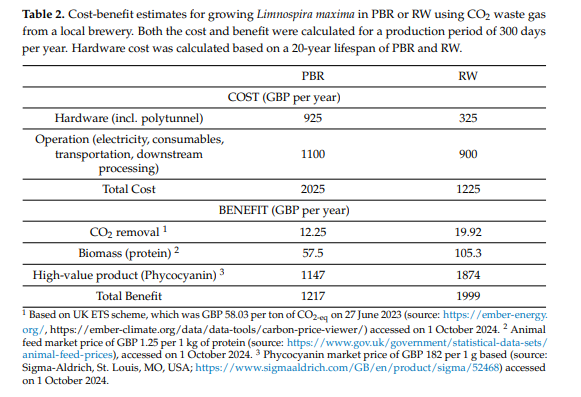 Table 2. Cost-benefit estimates for growing Limnospira maxima in PBR or RW using CO₂ waste gas
from a local brewery. Both the cost and benefit were calculated for a production period of 300 days
per year. Hardware cost was calculated based on a 20-year lifespan of PBR and RW.
PBR RW
COST (GBP per year)
Hardware (incl. polytunnel) 925 325
Operation (electricity, consumables,
transportation, downstream 1100 900
processing)
Total Cost 2025 1225
BENEFIT (GBP per year)
CO₂ removal ¹ 12.25 19.92
Biomass (protein) ² 57.5 105.3
High-value product (Phycocyanin) ³ 1147 1874
Total Benefit 1217 1999
¹ Based on UK ETS scheme, which was GBP 58.03 per ton of CO₂-eq on 27 June 2023 (source: https://ember-energy.
org/, https://ember-climate.org/data/data-tools/carbon-price-viewer/) accessed on 1 October 2024. ² Animal
feed market price of GBP 1.25 per 1 kg of protein (source: https://www.gov.uk/government/statistical-data-sets/
animal-feed-prices), accessed on 1 October 2024. ³ Phycocyanin market price of GBP 182 per 1 g based (source:
Sigma-Aldrich, St. Louis, MO, USA; https://www.sigmaaldrich.com/GB/en/product/sigma/52468) accessed
on 1 October 2024.